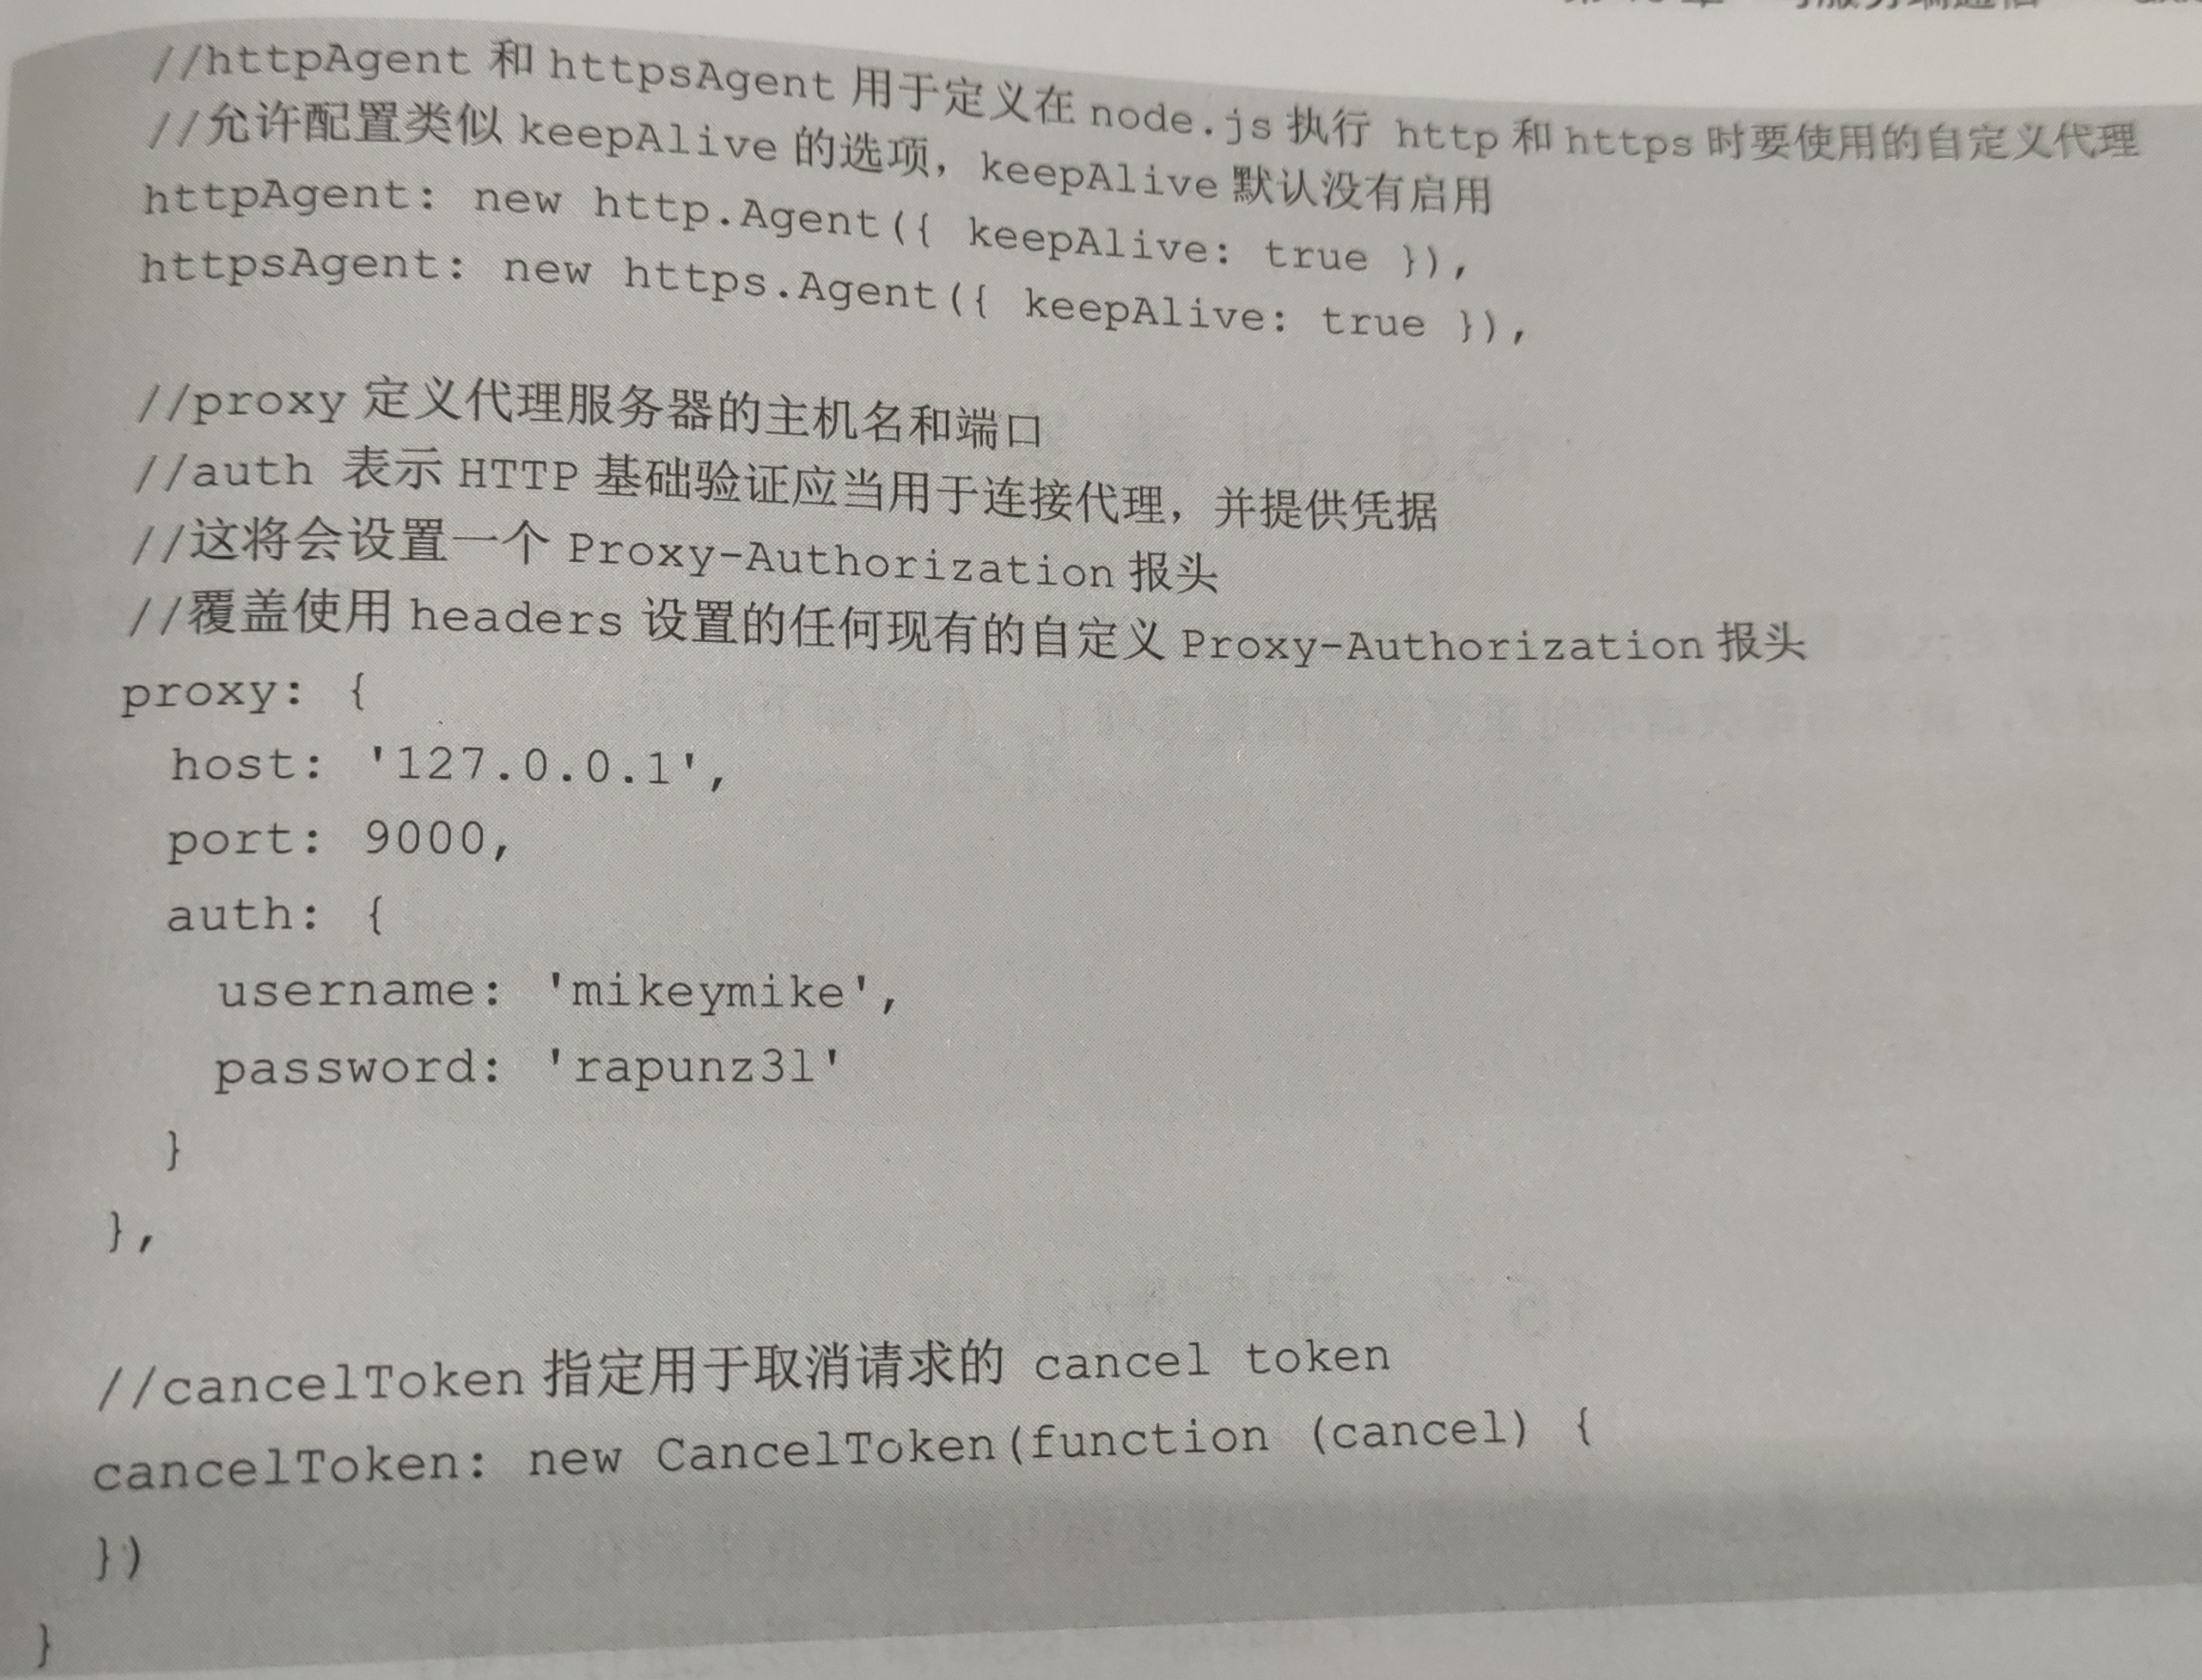 //httpAgent 和 httpsAgent 用于定义在 node.js 执行 http 和 https 时要使用的自定义代理
//允许配置类似 keepAlive 的选项，keepAlive 默认没有启用
httpAgent: new http.Agent({ keepAlive: true }),
httpsAgent: new https.Agent({ keepAlive: true }),
//proxy 定义代理服务器的主机名和端口
//auth 表示 HTTP 基础验证应当用于连接代理，并提供凭据
//这将会设置一个 Proxy-Authorization 报头
//覆盖使用 headers 设置的任何现有的自定义 Proxy-Authorization 报头
proxy: {
host: '127.0.0.1',
port: 9000,
auth: {
username: 'mikeymike',
password: 'rapunz3l'
}
},
//cancelToken 指定用于取消请求的 cancel token
cancelToken: new CancelToken(function (cancel) {
})
}